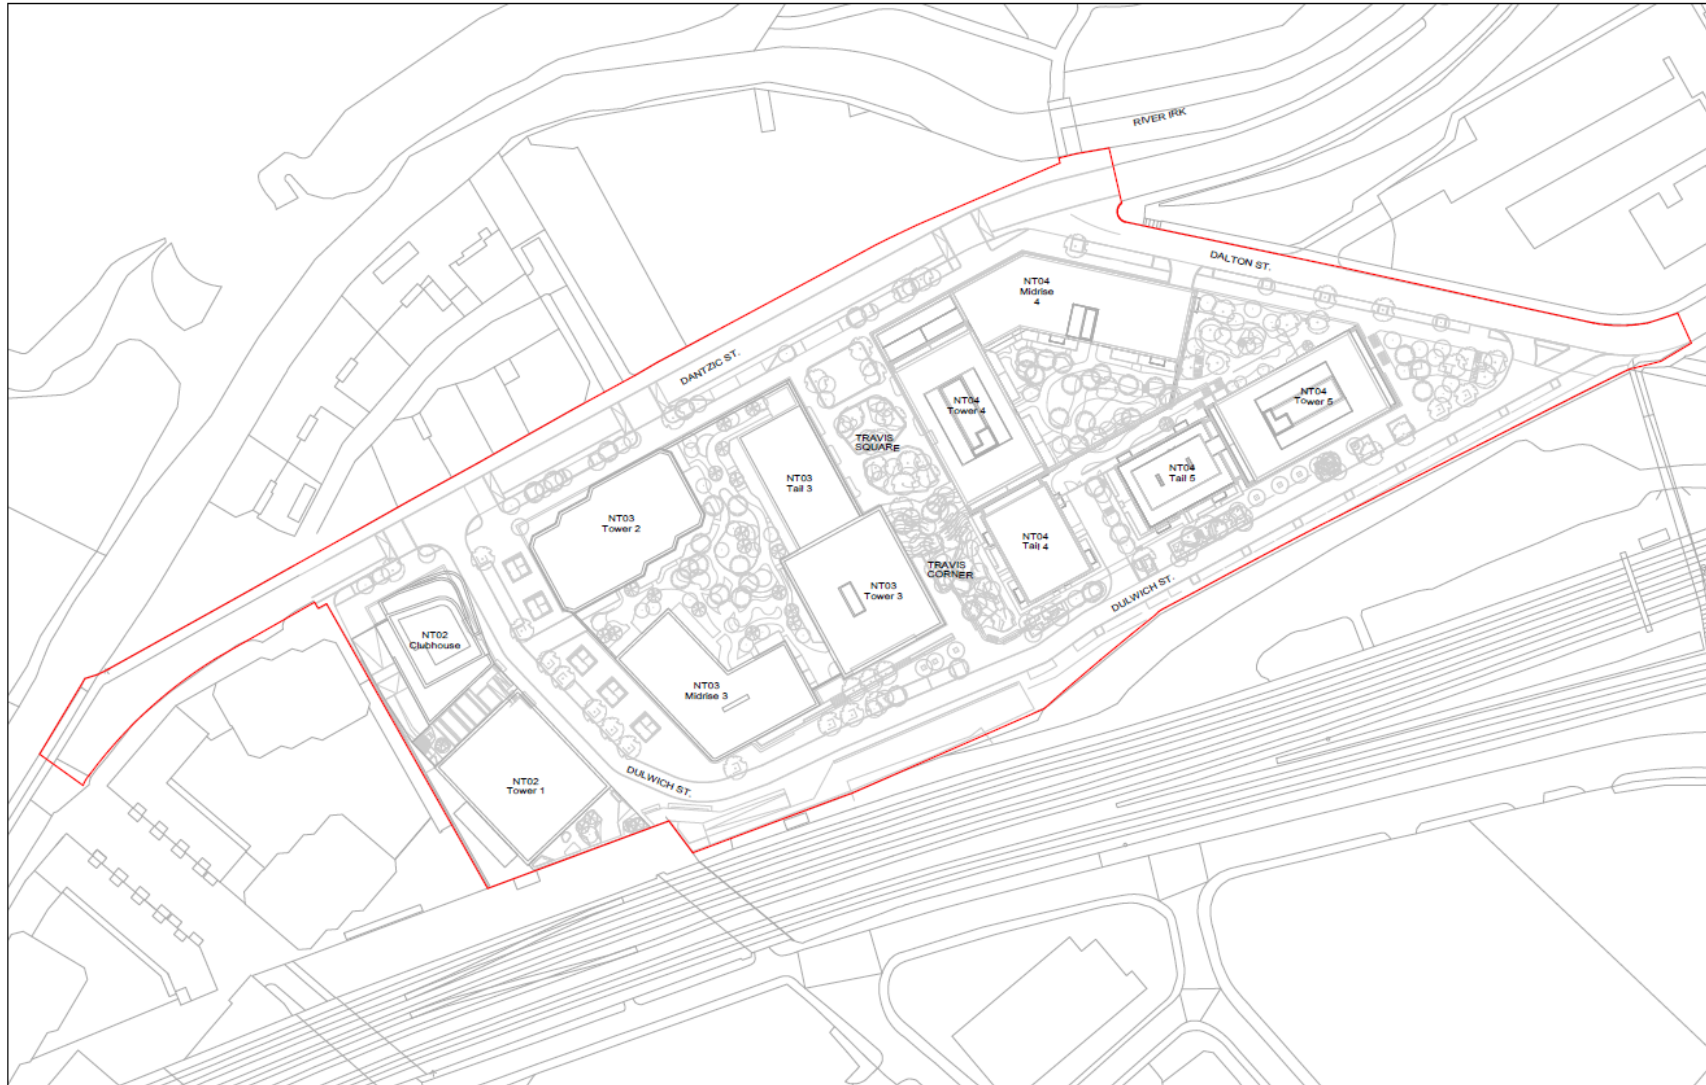 RIVER IRK
DALTON ST.
NT04
Midrise
4
DANTZIC ST.
NT04
Tower 4
NT04
Tower 5
TRAVIS
SQUARE
NT04
Tail 5
NT03
Tail 3
NT03
Tower 2
NT04
Tail 4
TRAVIS
CORNER
NT03
Tower 3
DULWICH ST.
NT02
Clubhouse
NT03
Midrise 3
DULWICH ST.
NT02
Tower 1